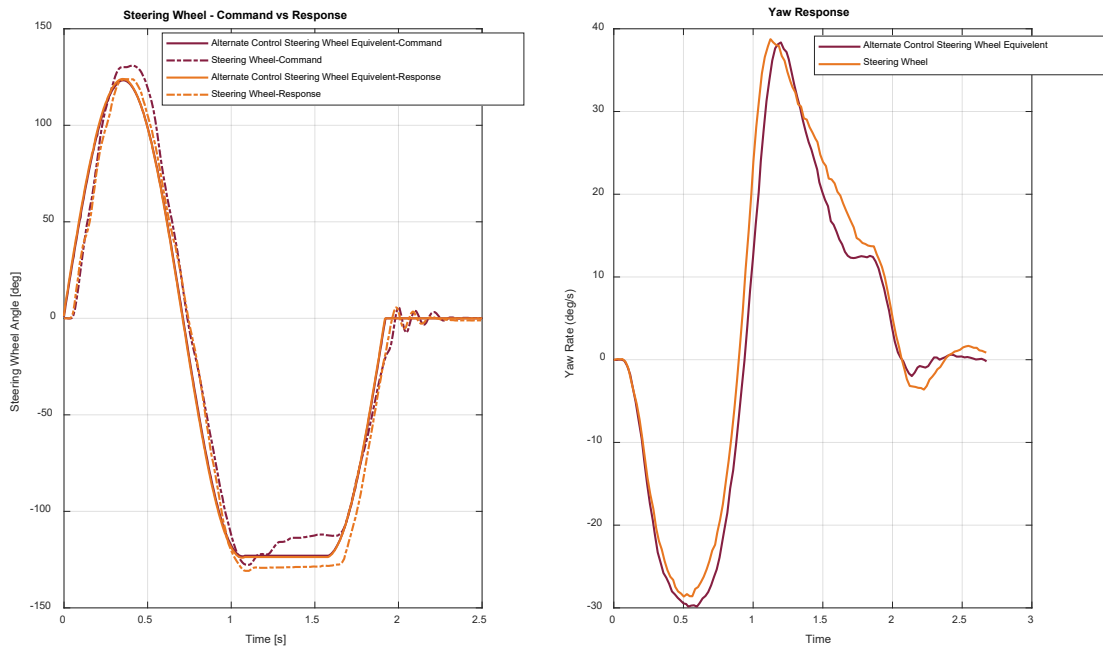 Steering Wheel - Command vs Response
Alternate Control Steering Wheel Equivelent-Command
Steering Wheel-Command
Alternate Control Steering Wheel Equivelent-Response
Steering Wheel-Response
150
100
50
0
-50
-100
-150
Steering Wheel Angle [deg]
0
0.5
1
1.5
2
2.5
Time [s]
Yaw Response
Alternate Control Steering Wheel Equivelent
Steering Wheel
40
30
20
10
0
-10
-20
-30
Yaw Rate (deg/s)
0
0.5
1
1.5
2
2.5
3
Time